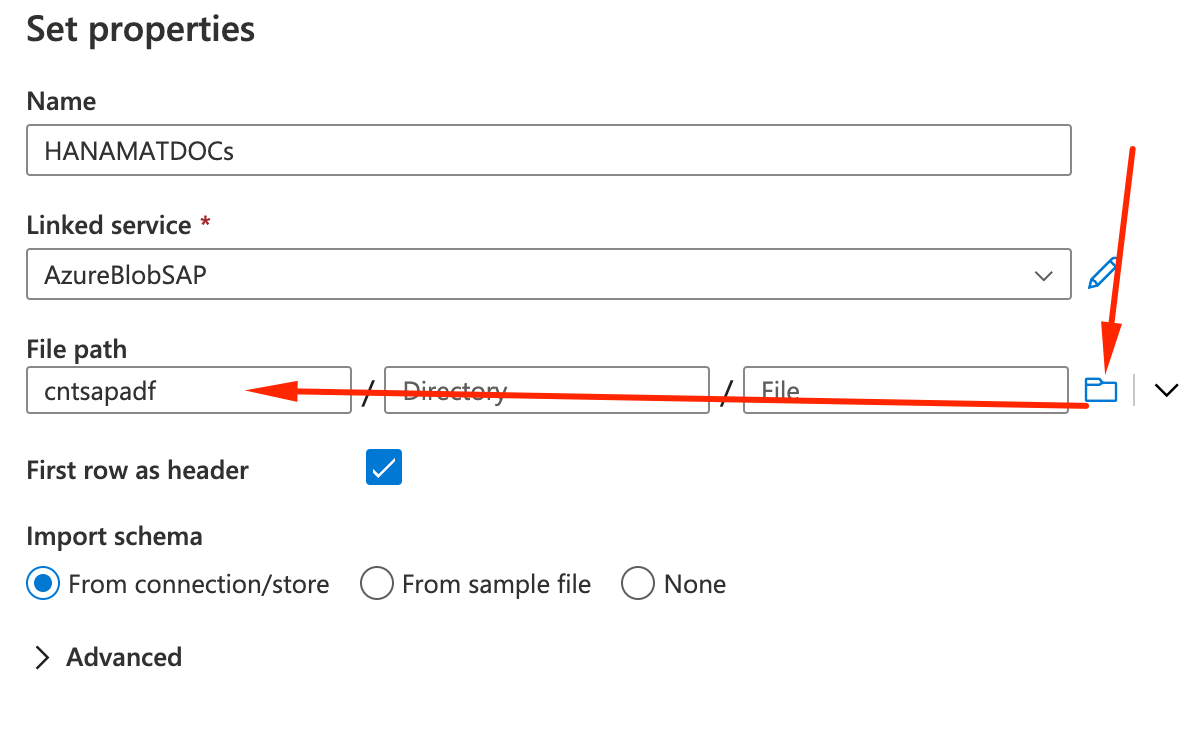 Set properties
Name
HANAMATDOCs
Linked service *
AzureBlobSAP
File path
cntsapadf / Directory / File
First row as header
Import schema
From connection/store From sample file None
Advanced